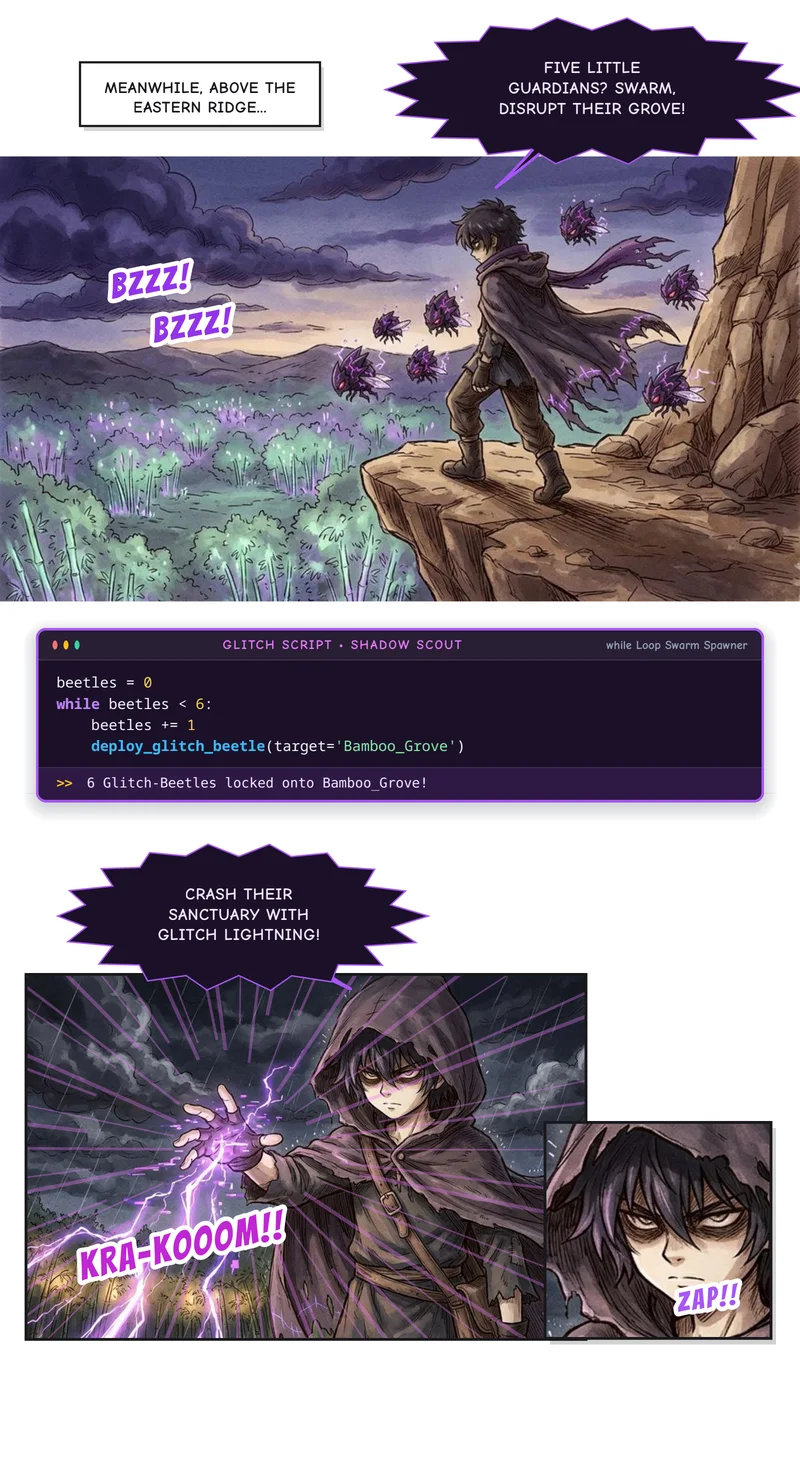 MEANWHILE, ABOVE THE
EASTERN RIDGE...
FIVE LITTLE
GUARDIANS? SWARM,
DISRUPT THEIR GROVE!
BZZZ!
BZZZ!
GLITCH SCRIPT • SHADOW SCOUT
while Loop Swarm Spawner
beetles = 0
while beetles < 6:
    beetles += 1
    deploy_glitch_beetle(target='Bamboo_Grove')
>> 6 Glitch-Beetles locked onto Bamboo_Grove!
CRASH THEIR
SANCTUARY WITH
GLITCH LIGHTNING!
KRA-KOOOM!!
ZAP!!